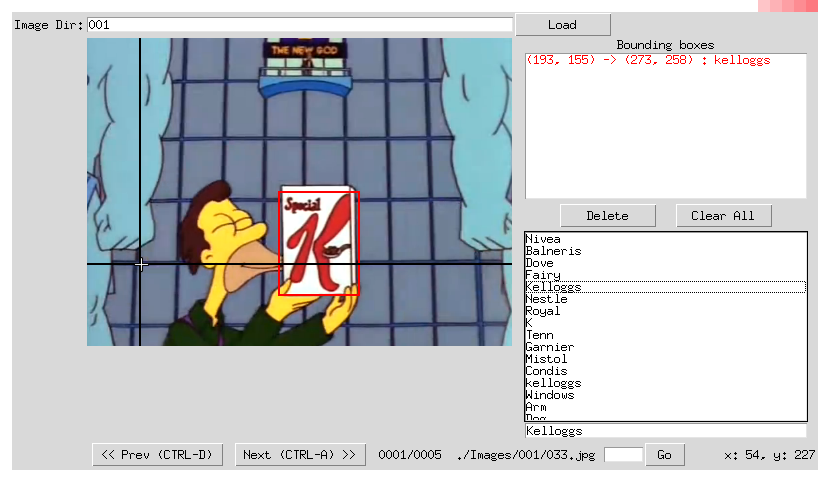 Image Dir: 001 Load
Bounding boxes
(193, 155) -> (273, 258) : kelloggs
THE NEW GOD
Special
K
Delete Clear All
Nivea
Balneris
Dove
Fairy
Kelloggs
Nestle
Royal
K
Tenn
Garnier
Mistol
Condis
kelloggs
Windows
Arm
Dog
Kelloggs
<< Prev (CTRL-D) Next (CTRL-A) >> 0001/0005 ./Images/001/033.jpg Go x: 54, y: 227